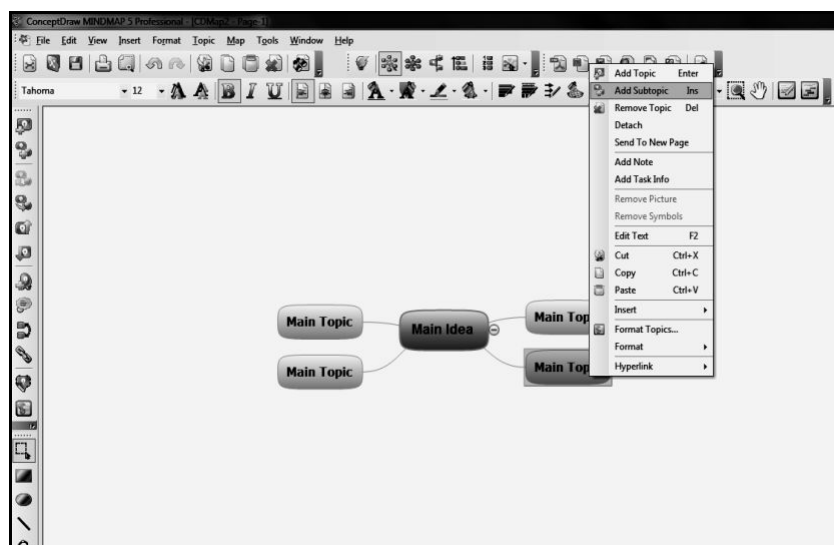 ConceptDraw MINDMAP 5 Professional - [CDMap2 - Page-1]
File Edit View Insert Format Topic Map Tools Window Help
Tahoma 12 B I U
Add Topic Enter
Add Subtopic Ins
Remove Topic Del
Detach
Send To New Page
Add Note
Add Task Info
Remove Picture
Remove Symbols
Edit Text F2
Cut Ctrl+X
Copy Ctrl+C
Paste Ctrl+V
Insert
Format Topics...
Format
Hyperlink
Main Topic
Main Idea
Main Top
Main Topic
Main Top